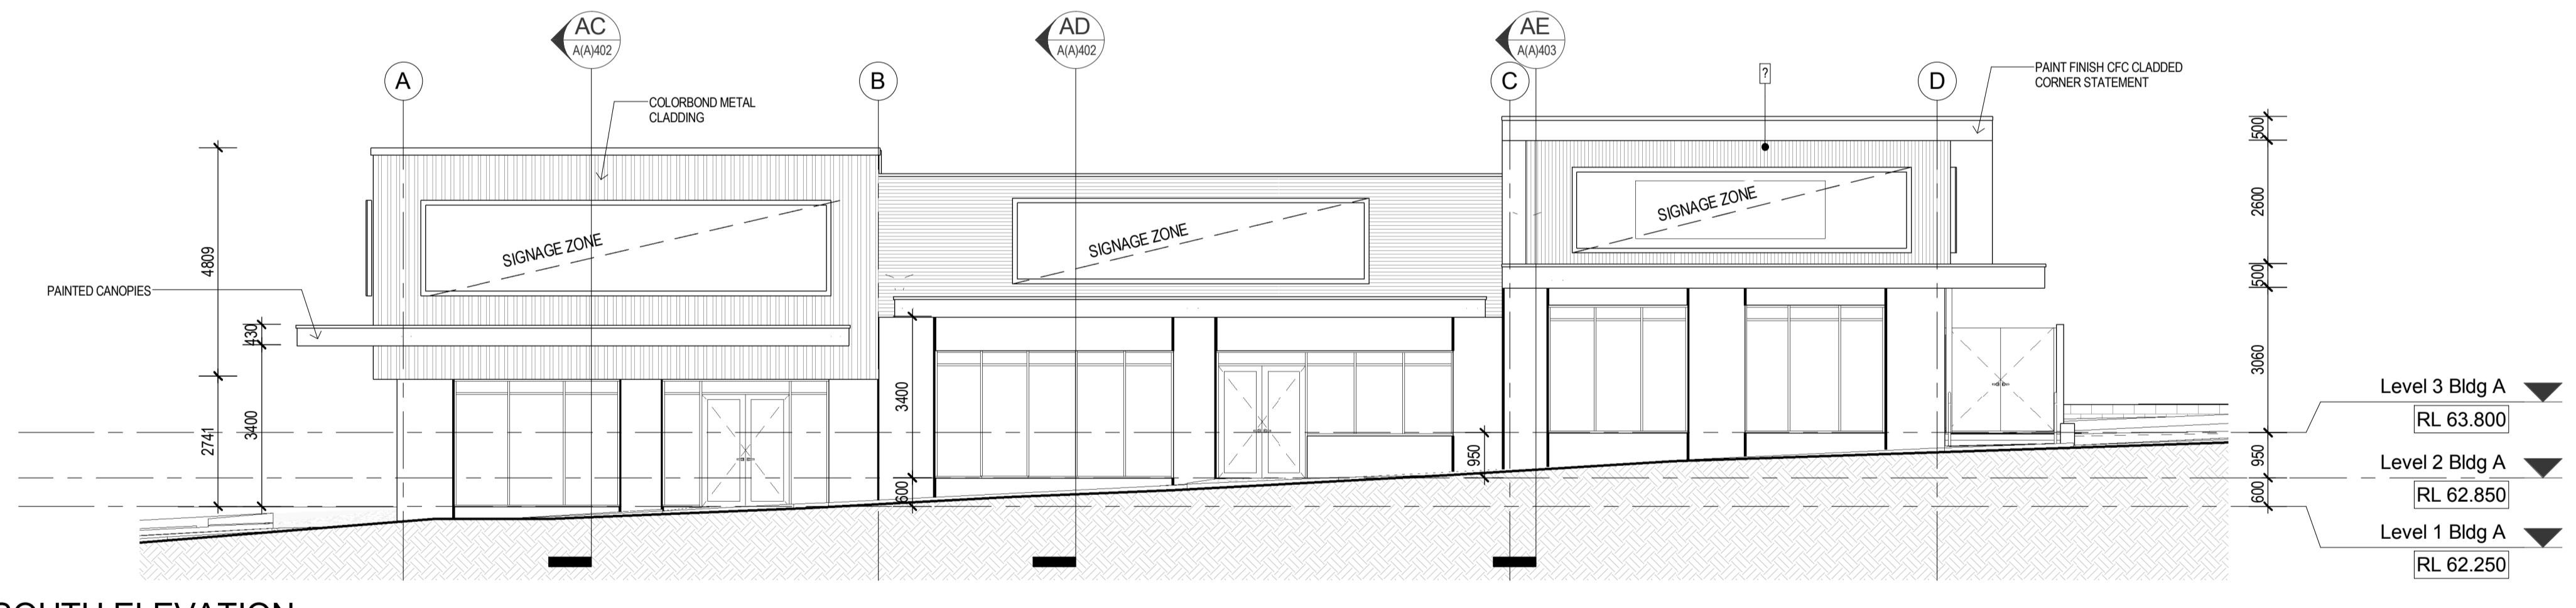 AC
A(A)402
AD
A(A)402
AE
A(A)403
A
B
C
D
?
PAINT FINISH CFC CLADDED
CORNER STATEMENT
COLORBOND METAL
CLADDING
PAINTED CANOPIES
SIGNAGE ZONE
SIGNAGE ZONE
SIGNAGE ZONE
4809
2741
430
3400
3400
600
950
500
2600
500
3060
950
600
Level 3 Bldg A
RL 63.800
Level 2 Bldg A
RL 62.850
Level 1 Bldg A
RL 62.250
SOUTH ELEVATION